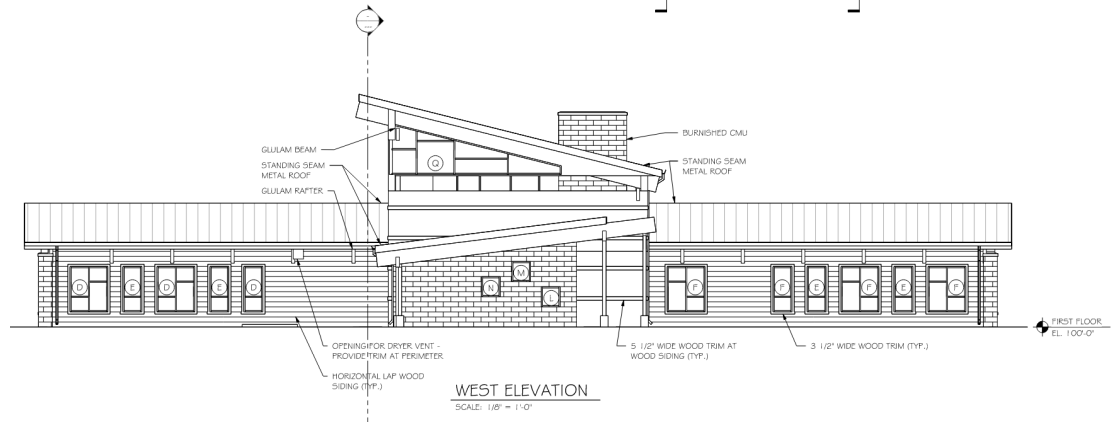 BURNISHED CMU
GLULAM BEAM
STANDING SEAM
METAL ROOF
GLULAM RAFTER
STANDING SEAM
METAL ROOF
Q
M
N
L
D
E
D
E
D
F
F
E
F
E
F
FIRST FLOOR
EL. 100'-0"
OPENING FOR DRYER VENT -
PROVIDE TRIM AT PERIMETER
HORIZONTAL LAP WOOD
SIDING (TYP.)
5 1/2" WIDE WOOD TRIM AT
WOOD SIDING (TYP.)
3 1/2" WIDE WOOD TRIM (TYP.)
WEST ELEVATION
SCALE: 1/8" = 1'-0"